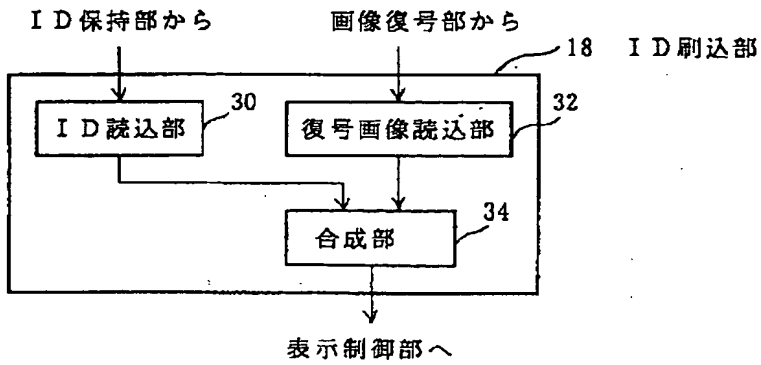 ＩＤ保持部から
画像復号部から
18 ＩＤ刷込部
30
ＩＤ読込部
32
復号画像読込部
34
合成部
表示制御部へ